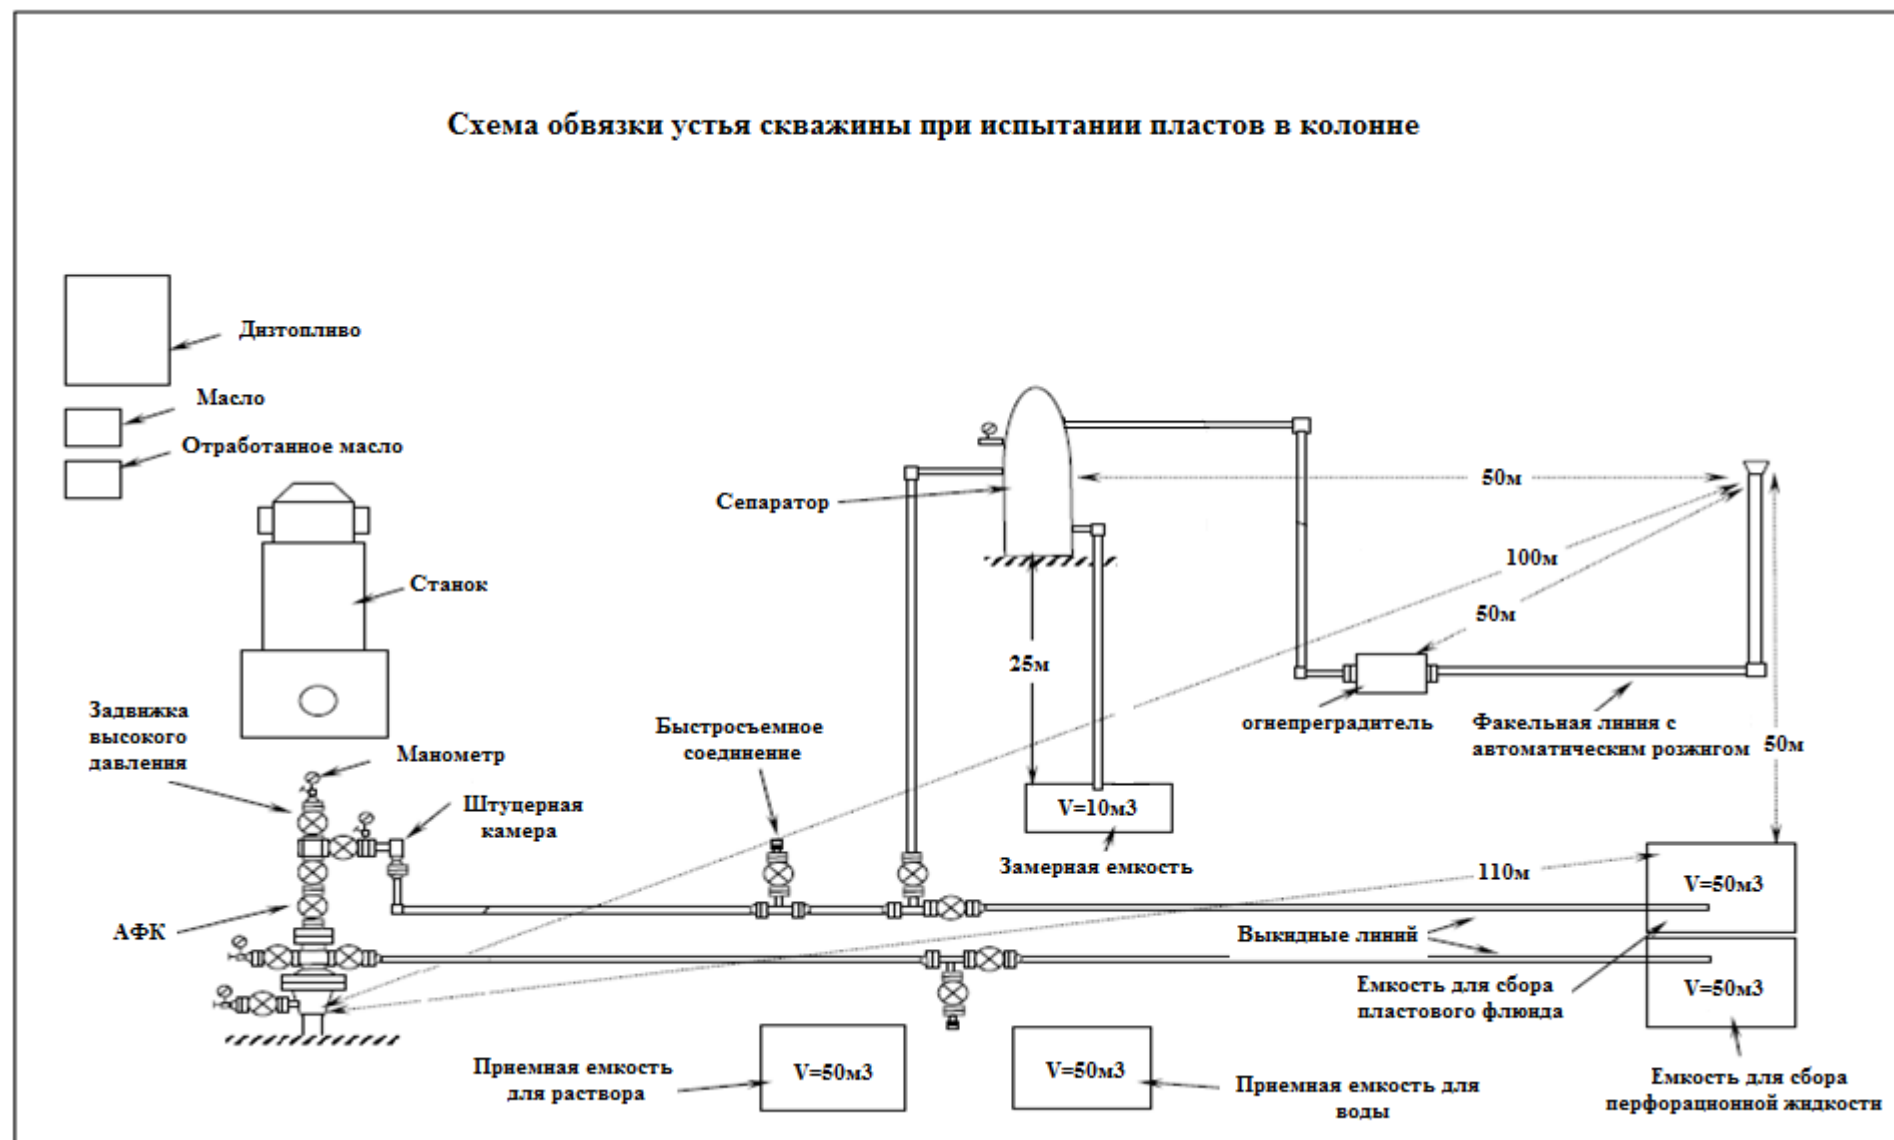 Схема обвязки устья скважины при испытании пластов в колонне
Дизтопливо
Масло
Отработанное масло
Станок
Сепаратор
50м
100м
50м
25м
огнепреградитель
Факельная линия с
автоматическим розжигом
50м
Задвижка
высокого
давления
Манометр
Штуцерная
камера
Быстросъемное
соединение
V=10м3
Замерная емкость
АФК
110м
V=50м3
Выкидные линий
V=50м3
Емкость для сбора
пластового флюида
Приемная емкость
для раствора
V=50м3
V=50м3
Приемная емкость для
воды
Емкость для сбора
перфорационной жидкости